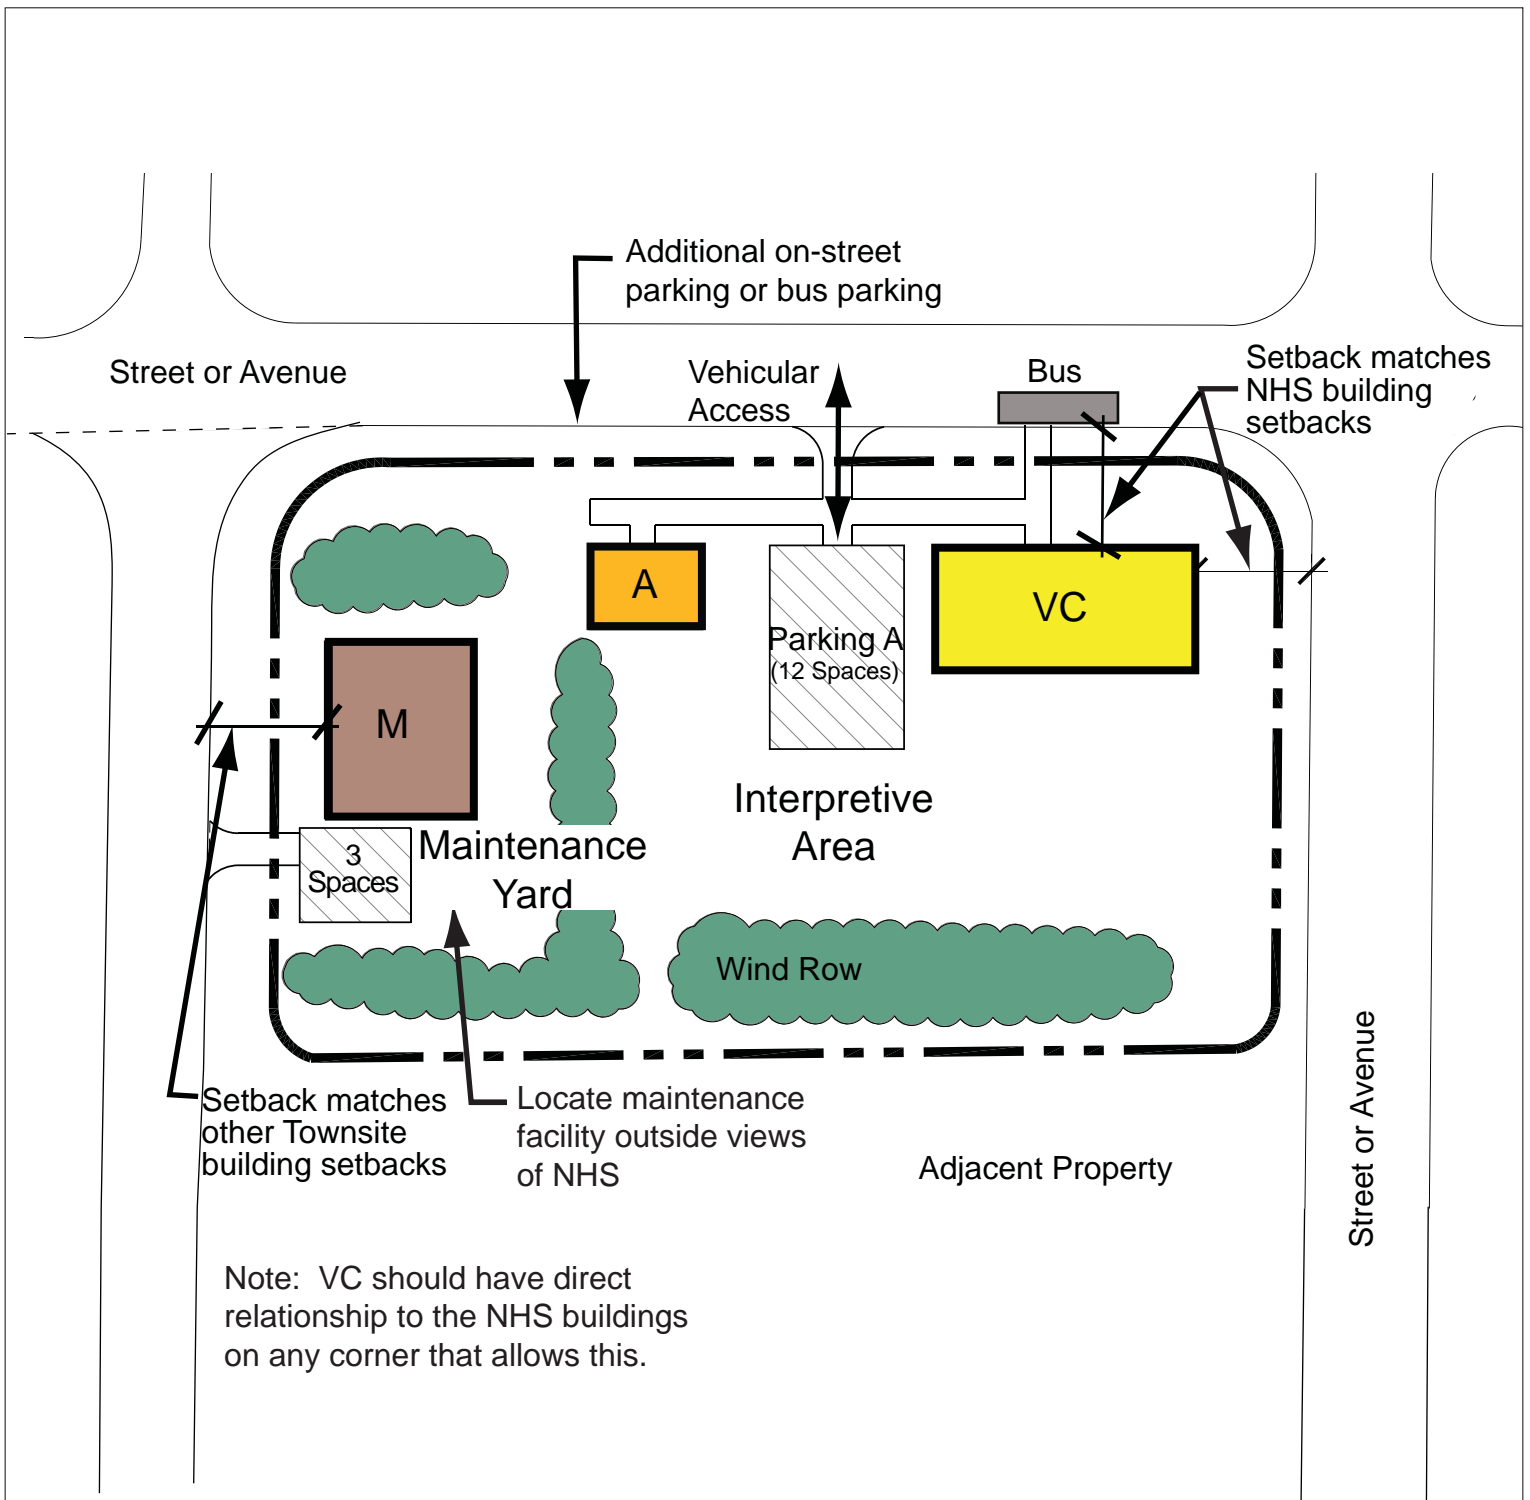 Additional on-street
parking or bus parking
Street or Avenue
Vehicular
Access
Bus
Setback matches
NHS building
setbacks
A
VC
Parking A
(12 Spaces)
M
Interpretive
Area
3
Spaces
Maintenance
Yard
Wind Row
Setback matches
other Townsite
building setbacks
Locate maintenance
facility outside views
of NHS
Adjacent Property
Street or Avenue
Note: VC should have direct
relationship to the NHS buildings
on any corner that allows this.